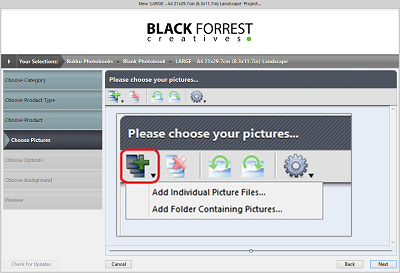 New 'LARGE - A4 21x29.7cm (8.3x11.7in) Landscape' Project...
BLACK FORREST
creatives
Your Selections: Bukku Photobooks Blank Photobook LARGE - A4 21x29.7cm (8.3x11.7in) Landscape
Choose Category
Choose Product Type
Choose Product
Choose Pictures
Choose Options
Choose Background
Preview
Please choose your pictures...
Please choose your pictures...
Add Individual Picture Files...
Add Folder Containing Pictures...
Check For Updates
Cancel
Back
Next